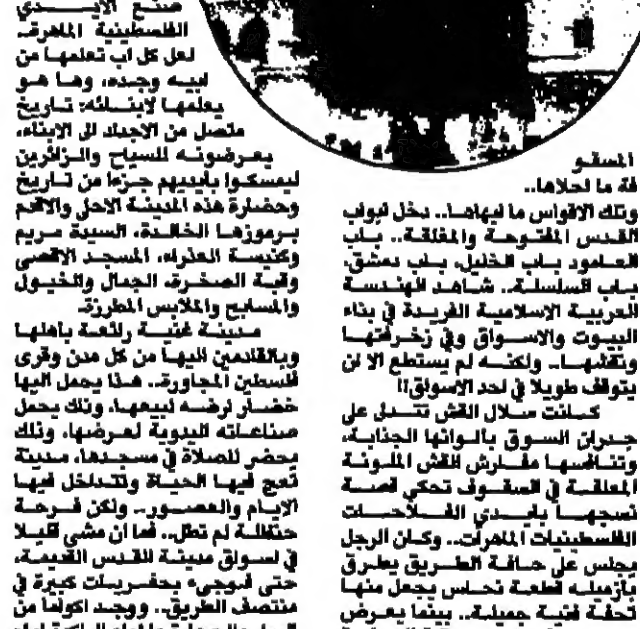 المسقو
فة ما احلاها..
وتلك الاقواس ما ابهاها.. دخل ابواب
القدس المفتوحة والمغلقة.. باب
العامود باب الخليل، باب دمشق،
باب السلسلة.. شاهد الهندسة
العربية الاسلامية الفريدة في بناء
البيوت والاسواق وفي زخرفتها
ونقشها.. ولكنه لم يستطع الا ان
يتوقف طويلا في احد الاسواق!!
كانت سلال القش تتدلى على
جدران السوق بالوانها الجذابة،
وتنافسها مفارش القش الملونة
المعلقة في السقوف تحكي قصة
نسجها بايدي الفلاحات
الفلسطينيات الماهرات.. وكان الرجل
يجلس على حافة الطريق يطرق
بازميله قطعة نحاس يجعل منها
تحفة فنية جميلة.. بينما يعرض
صنع الايدي
الفلسطينية الماهرة..
لعل كل اب تعلمها من
ابيه وجده، وها هو
يعلمها لابنائه: تاريخ
متصل من الاجداد الى الابناء،
يعرضونه للسياح والزائرين
ليمسكوا بايديهم جزءا من تاريخ
وحضارة هذه المدينة الاحلى والاقدم
برموزها الخالدة، السيدة مريم
وكنيسة العذراء، المسجد الاقصى
وقبة الصخرة، الجمال والخيول
والمسابح والملابس المطرزة.
مدينة غنية رائعة باهلها
وبالقادمين اليها من كل مدن وقرى
فلسطين المجاورة.. هذا يحمل اليها
خضار ارضه ليبيعها، وتلك يحمل
صناعاته اليدوية لعرضها، وذلك
يحضر للصلاة في مسجدها، مدينة
تعج فيها الحياة وتتداخل فيها
الايام والعصور.. ولكن فرحة
حنظلة لم تطل.. فما ان مشى قليلا
في اسواق مدينة القدس القديمة،
حتى فوجىء بحفريات كبيرة في
منتصف الطريق.. ووجد اكواما من